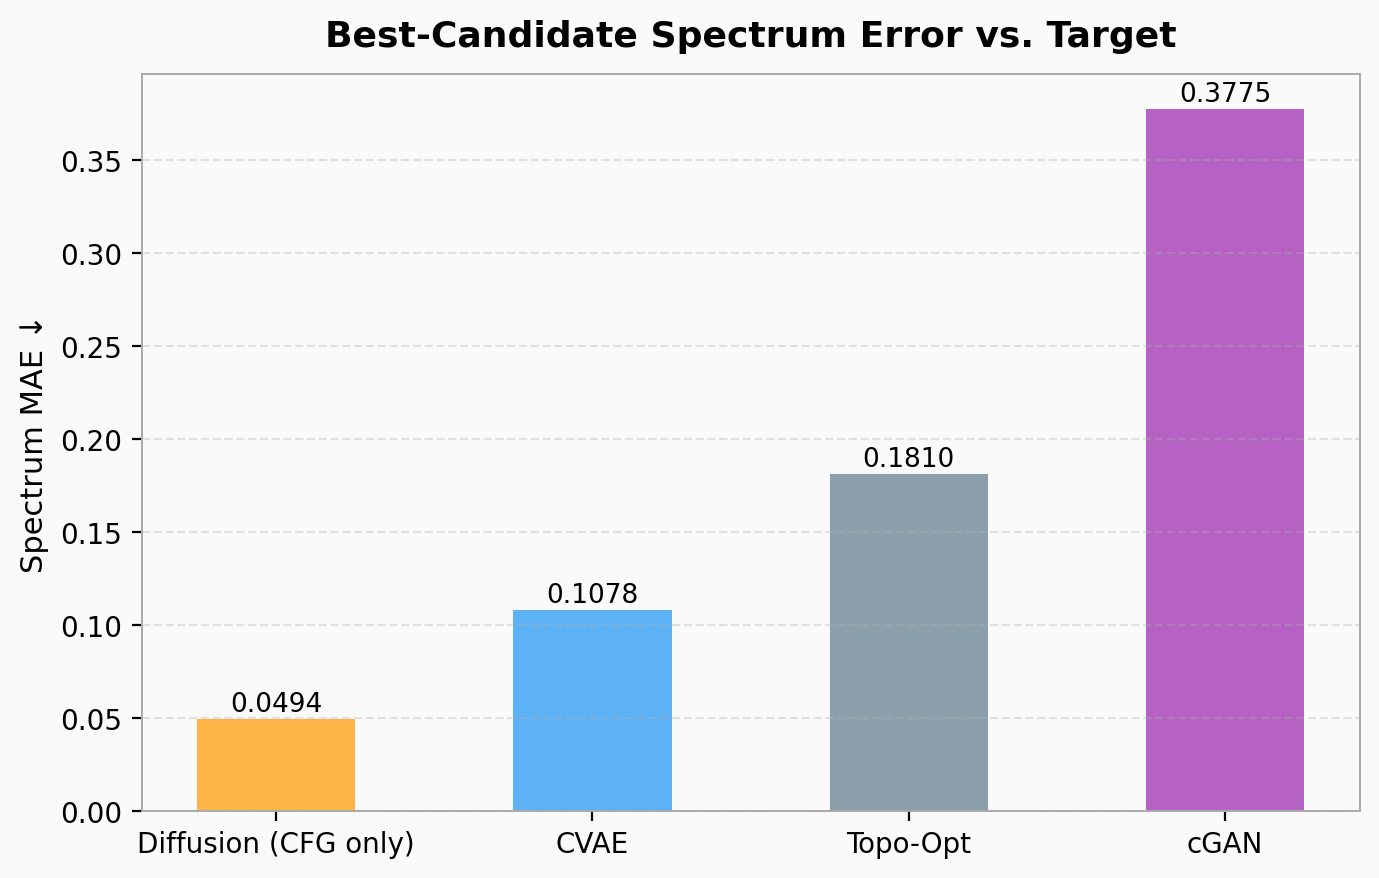 Best-Candidate Spectrum Error vs. Target
Spectrum MAE ↓
0.35
0.30
0.25
0.20
0.15
0.10
0.05
0.00
0.0494
0.1078
0.1810
0.3775
Diffusion (CFG only)
CVAE
Topo-Opt
cGAN